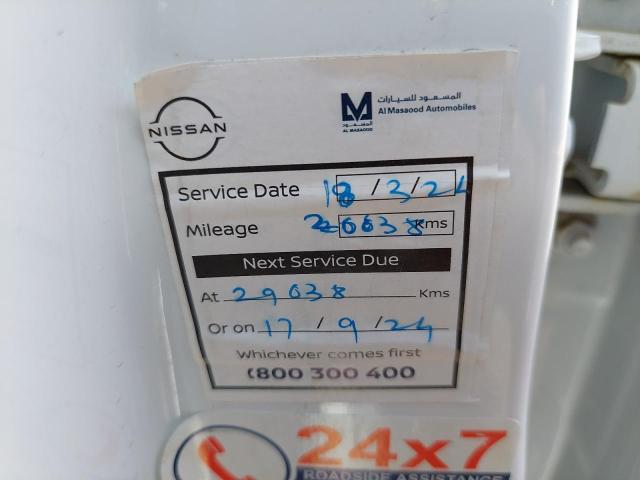 NISSAN
المسعود للسيارات
Al Masaood Automobiles
المسعود
AL MASAOOD
Service Date 18/3/24
Mileage Kms
Next Service Due
At 29038 Kms
Or on 17/9/24
Whichever comes first
800 300 400
24x7
ROADSIDE ASSISTANCE